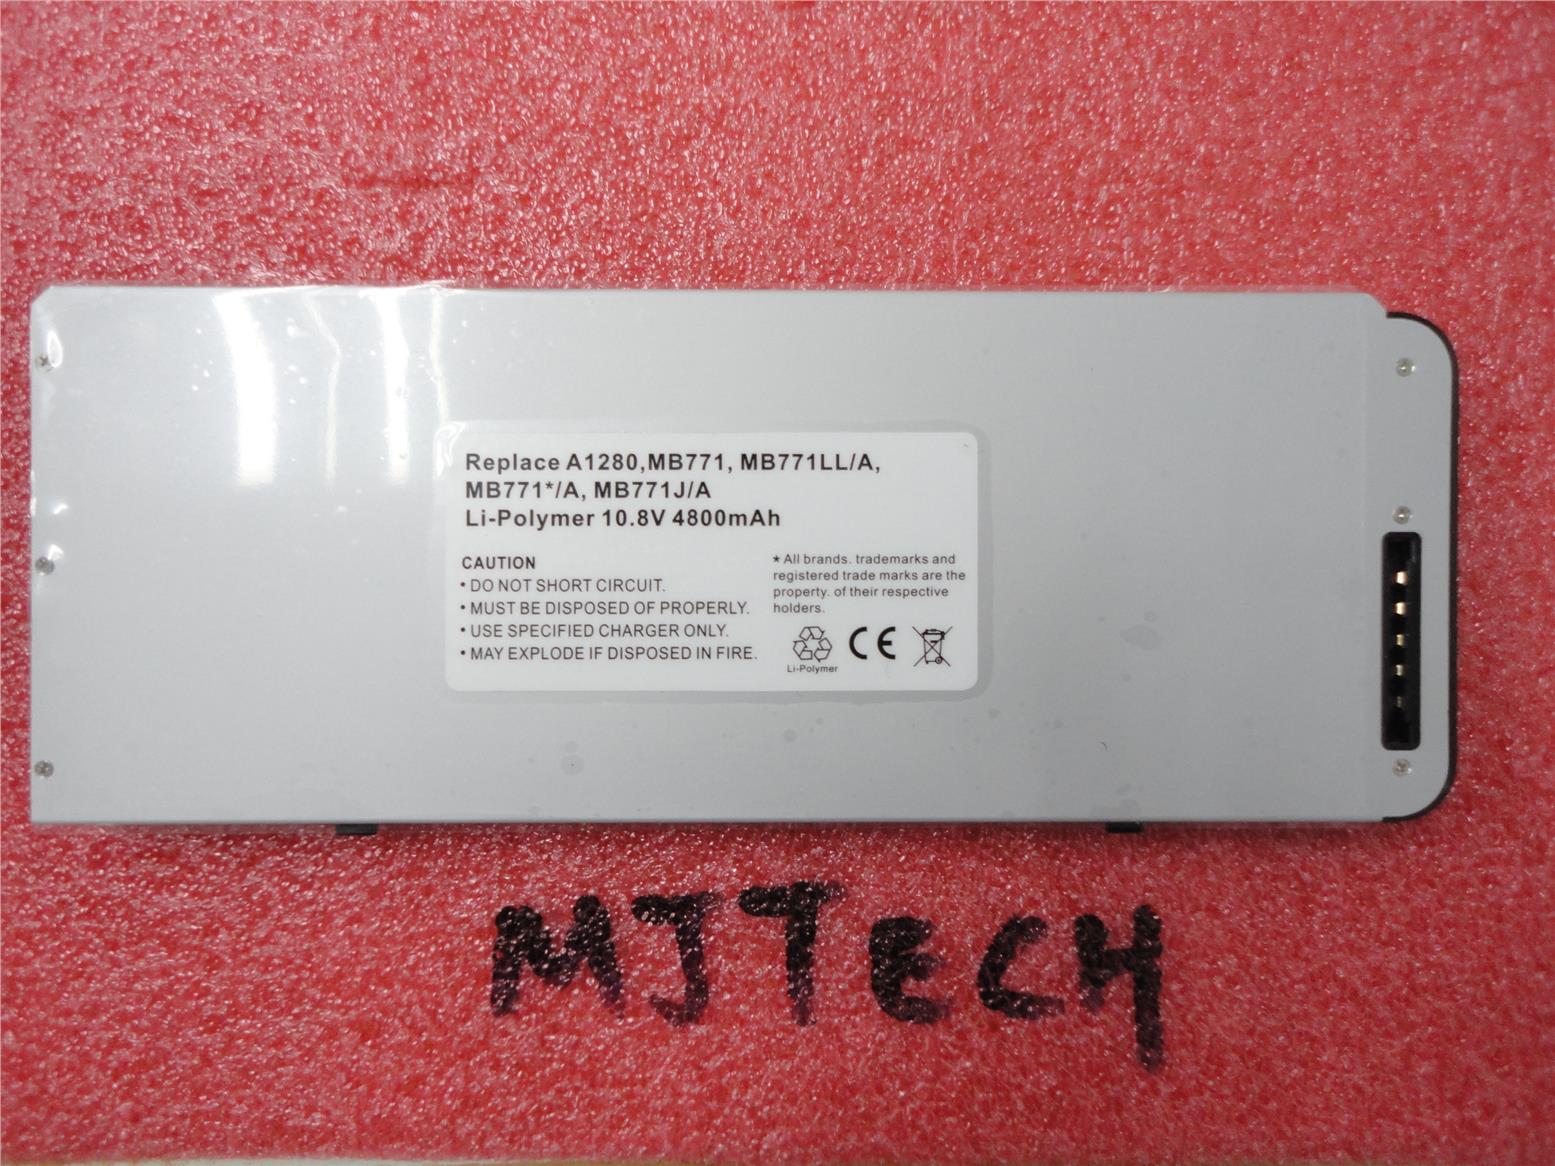 Replace A1280,MB771, MB771LL/A,
MB771*/A, MB771J/A
Li-Polymer 10.8V 4800mAh
CAUTION
• DO NOT SHORT CIRCUIT.
• MUST BE DISPOSED OF PROPERLY.
• USE SPECIFIED CHARGER ONLY.
• MAY EXPLODE IF DISPOSED IN FIRE.
* All brands. trademarks and
registered trade marks are the
property. of their respective
holders.
Li-Polymer
CE
MJTECH